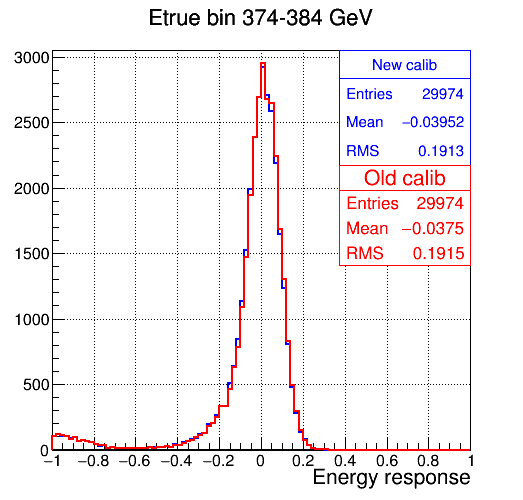 Etrue bin 374-384 GeV
New calib
Entries 29974
Mean −0.03952
RMS 0.1913
Old calib
Entries 29974
Mean −0.0375
RMS 0.1915
3000
2500
2000
1500
1000
500
0
−1 −0.8 −0.6 −0.4 −0.2 0 0.2 0.4 0.6 0.8 1
Energy response